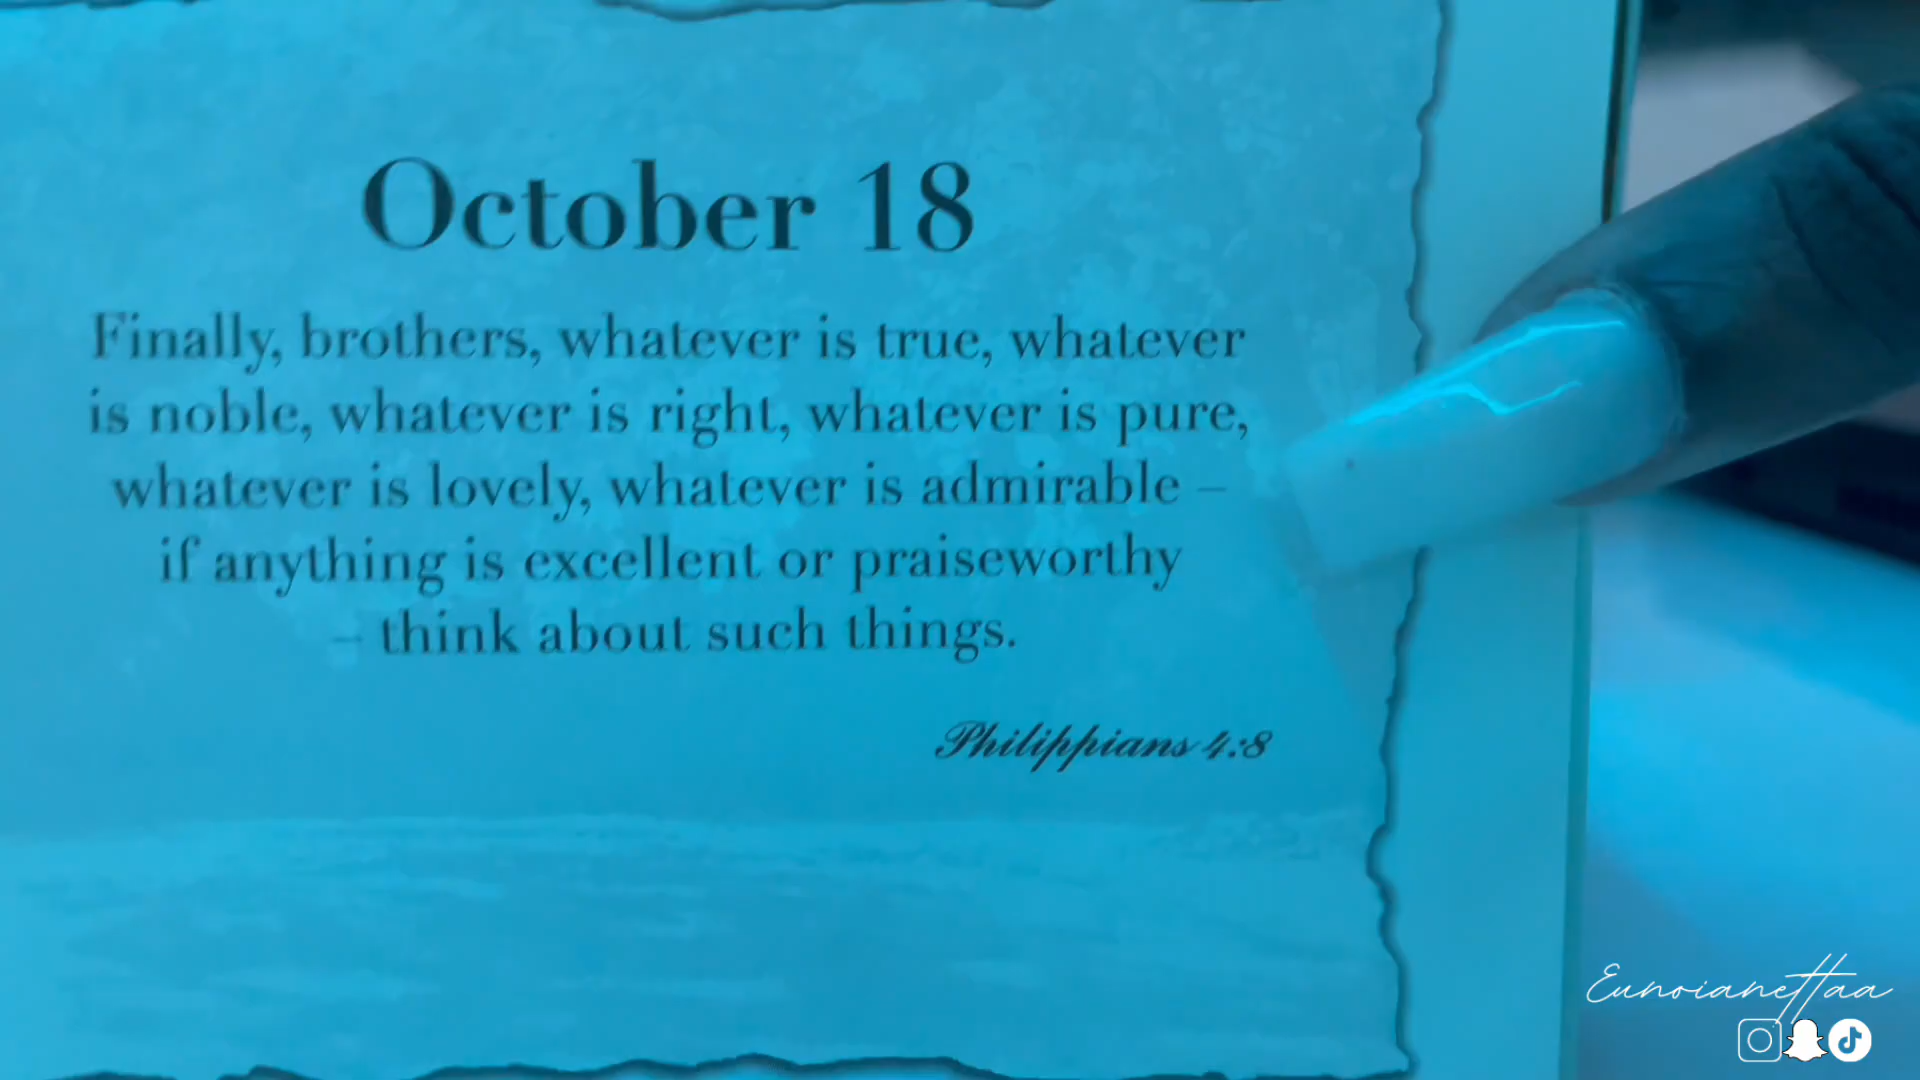 October 18
Finally, brothers, whatever is true, whatever
is noble, whatever is right, whatever is pure,
whatever is lovely, whatever is admirable –
if anything is excellent or praiseworthy
– think about such things.
Philippians 4:8
Eunoianettaa